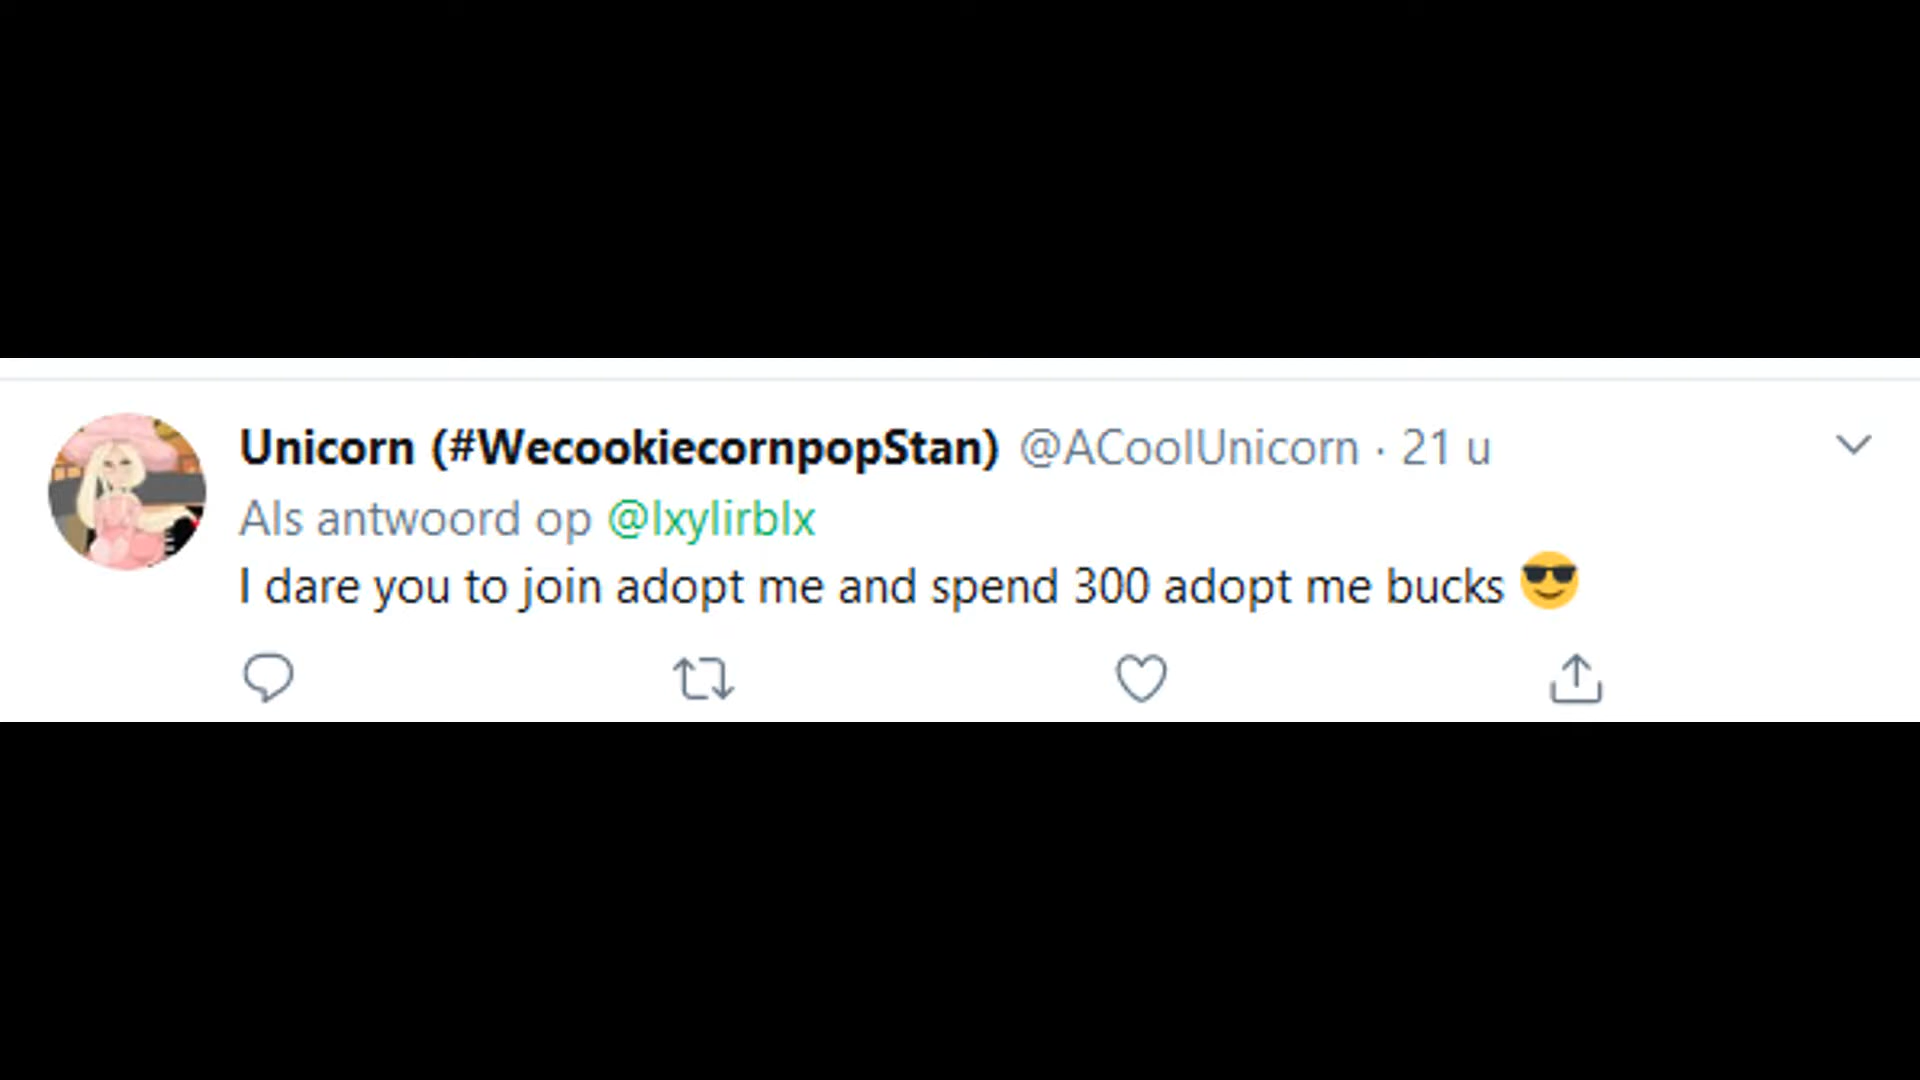 Unicorn (#WecookiecornpopStan) @ACoolUnicorn · 21 u
Als antwoord op @lxylirblx
I dare you to join adopt me and spend 300 adopt me bucks 😎